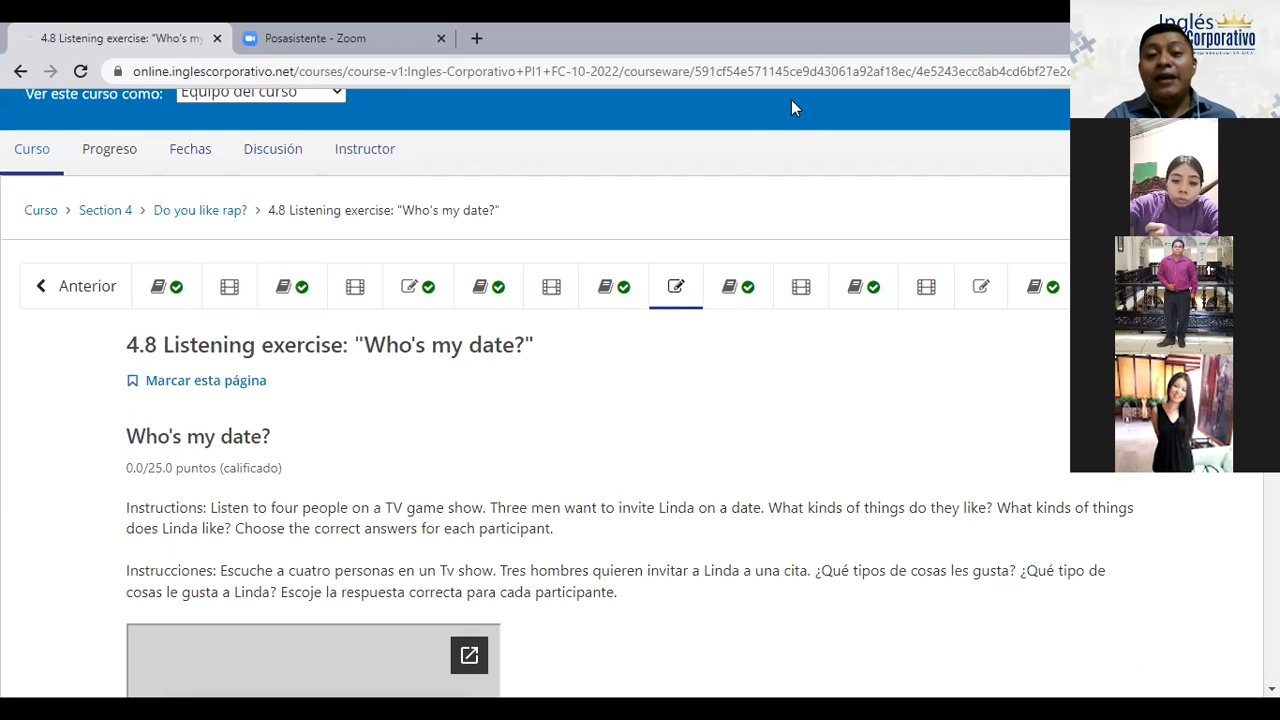 4.8 Listening exercise: "Who's my
Posasistente - Zoom
online.inglescorporativo.net/courses/course-v1:Ingles-Corporativo+PI1+FC-10-2022/courseware/591cf54e571145ce9d43061a92af18ec/4e5243ecc8ab4cd6bf27e2c
Inglés
Corporativo
Ver este curso como:
Equipo del curso
Curso
Progreso
Fechas
Discusión
Instructor
Curso > Section 4 > Do you like rap? > 4.8 Listening exercise: "Who's my date?"
Anterior
4.8 Listening exercise: "Who's my date?"
Marcar esta página
Who's my date?
0.0/25.0 puntos (calificado)
Instructions: Listen to four people on a TV game show. Three men want to invite Linda on a date. What kinds of things do they like? What kinds of things
does Linda like? Choose the correct answers for each participant.
Instrucciones: Escuche a cuatro personas en un Tv show. Tres hombres quieren invitar a Linda a una cita. ¿Qué tipos de cosas les gusta? ¿Qué tipo de
cosas le gusta a Linda? Escoje la respuesta correcta para cada participante.